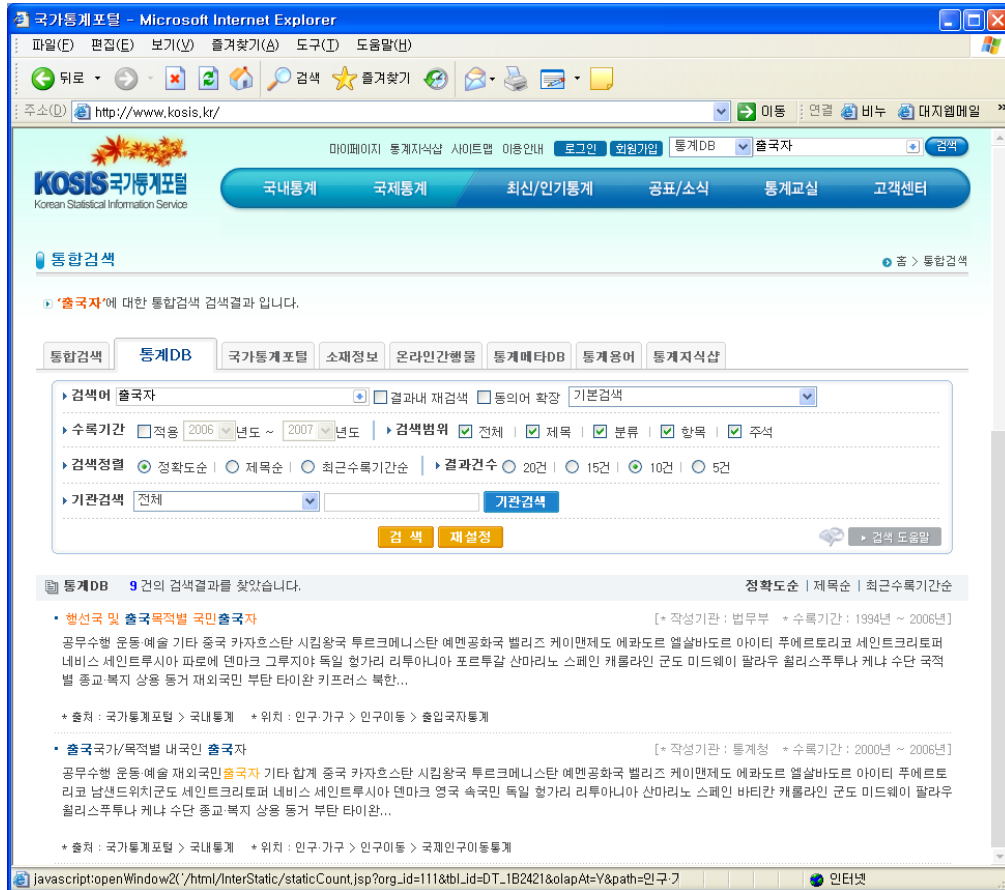 국가통계포털 - Microsoft Internet Explorer
파일(F) 편집(E) 보기(V) 즐겨찾기(A) 도구(T) 도움말(H)
뒤로 검색 즐겨찾기
주소(D) http://www.kosis.kr/ 이동 연결 비누 대지웹메일 »
마이페이지 통계지식샵 사이트맵 이용안내 로그인 회원가입 통계DB 출국자 검색
KOSIS 국가통계포털
Korean Statistical Information Service
국내통계 국제통계 최신/인기통계 공표/소식 통계교실 고객센터
통합검색 홈 > 통합검색
'출국자'에 대한 통합검색 검색결과 입니다.
통합검색 통계DB 국가통계포털 소재정보 온라인간행물 통계메타DB 통계용어 통계지식샵
검색어 출국자 결과내 재검색 동의어 확장 기본검색
수록기간 적용 2006 년도 ~ 2007 년도 검색범위 전체 | 제목 | 분류 | 항목 | 주석
검색정렬 정확도순 | 제목순 | 최근수록기간순 결과건수 20건 | 15건 | 10건 | 5건
기관검색 전체 기관검색
검 색 재설정 검색 도움말
통계DB 9 건의 검색결과를 찾았습니다. 정확도순 | 제목순 | 최근수록기간순
행선국 및 출국목적별 국민출국자 [* 작성기관 : 법무부 * 수록기간 : 1994년 ~ 2006년]
공무수행 운동·예술 기타 중국 카자흐스탄 시킴왕국 투르크메니스탄 예멘공화국 벨리즈 케이맨제도 에콰도르 엘살바도르 아이티 푸에르토리코 세인트크리토퍼
네비스 세인트루시아 파로에 덴마크 그루지야 독일 헝가리 리투아니아 포르투갈 산마리노 스페인 캐롤라인 군도 미드웨이 팔라우 월리스푸투나 케냐 수단 국적
별 종교·복지 상용 동거 재외국민 부탄 타이완 키프러스 북한...
* 출처 : 국가통계포털 > 국내통계 * 위치 : 인구·가구 > 인구이동 > 출입국자통계
출국국가/목적별 내국인 출국자 [* 작성기관 : 통계청 * 수록기간 : 2000년 ~ 2006년]
공무수행 운동·예술 재외국민출국자 기타 합계 중국 카자흐스탄 시킴왕국 투르크메니스탄 예멘공화국 벨리즈 케이맨제도 에콰도르 엘살바도르 아이티 푸에르토
리코 남샌드위치군도 세인트크리토퍼 네비스 세인트루시아 덴마크 영국 속국민 독일 헝가리 리투아니아 산마리노 스페인 바티칸 캐롤라인 군도 미드웨이 팔라우
월리스푸투나 케냐 수단 종교·복지 상용 동거 부탄 타이완...
* 출처 : 국가통계포털 > 국내통계 * 위치 : 인구·가구 > 인구이동 > 국제인구이동통계
javascript:openWindow2('/html/InterStatic/staticCount.jsp?org_id=111&tbl_id=DT_1B2421&olapAt=Y&path=인구·가 인터넷